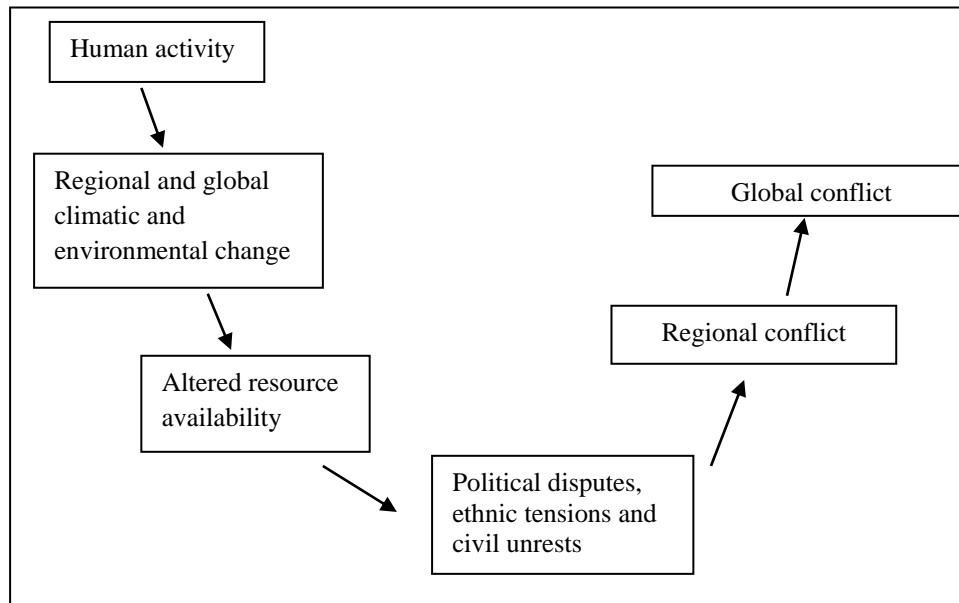 Human activity
Regional and global
climatic and
environmental change
Altered resource
availability
Political disputes,
ethnic tensions and
civil unrests
Regional conflict
Global conflict